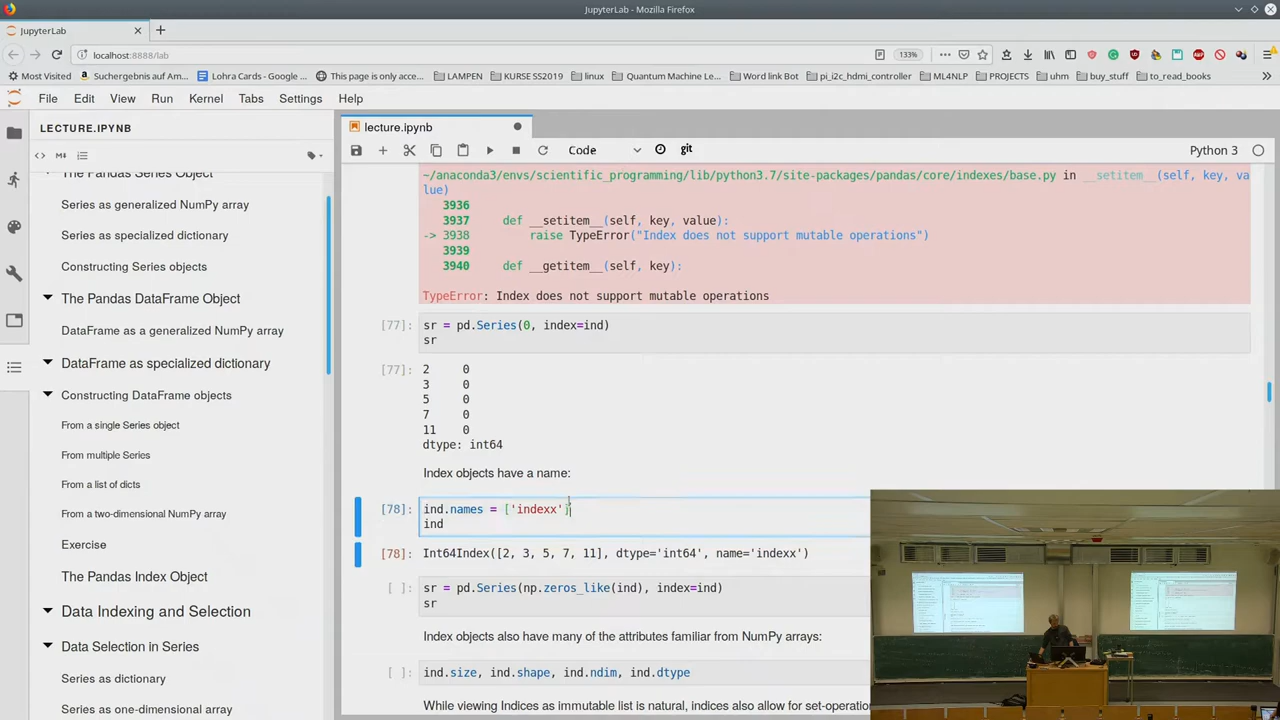 JupyterLab - Mozilla Firefox
JupyterLab
localhost:8888/lab
133%
Most Visited
Suchergebnis auf Am...
Lohra Cards - Google ...
This page is only acce...
LAMPEN
KURSE SS2019
linux
Quantum Machine Le...
Word link Bot
pi_i2c_hdmi_controller
ML4NLP
PROJECTS
uhm
buy_stuff
to_read_books
File Edit View Run Kernel Tabs Settings Help
LECTURE.IPYNB
The Pandas Series Object
Series as generalized NumPy array
Series as specialized dictionary
Constructing Series objects
The Pandas DataFrame Object
DataFrame as a generalized NumPy array
DataFrame as specialized dictionary
Constructing DataFrame objects
From a single Series object
From multiple Series
From a list of dicts
From a two-dimensional NumPy array
Exercise
The Pandas Index Object
Data Indexing and Selection
Data Selection in Series
Series as dictionary
Series as one-dimensional array
lecture.ipynb
Code
git
Python 3
~/anaconda3/envs/scientific_programming/lib/python3.7/site-packages/pandas/core/indexes/base.py in __setitem__(self, key, va
lue)
3936
3937 def __setitem__(self, key, value):
-> 3938 raise TypeError("Index does not support mutable operations")
3939
3940 def __getitem__(self, key):
TypeError: Index does not support mutable operations
[77]: sr = pd.Series(0, index=ind)
sr
[77]: 2 0
3 0
5 0
7 0
11 0
dtype: int64
Index objects have a name:
[78]: ind.names = ['indexx']
ind
[78]: Int64Index([2, 3, 5, 7, 11], dtype='int64', name='indexx')
[ ]: sr = pd.Series(np.zeros_like(ind), index=ind)
sr
Index objects also have many of the attributes familiar from NumPy arrays:
[ ]: ind.size, ind.shape, ind.ndim, ind.dtype
While viewing Indices as immutable list is natural, indices also allow for set-operation